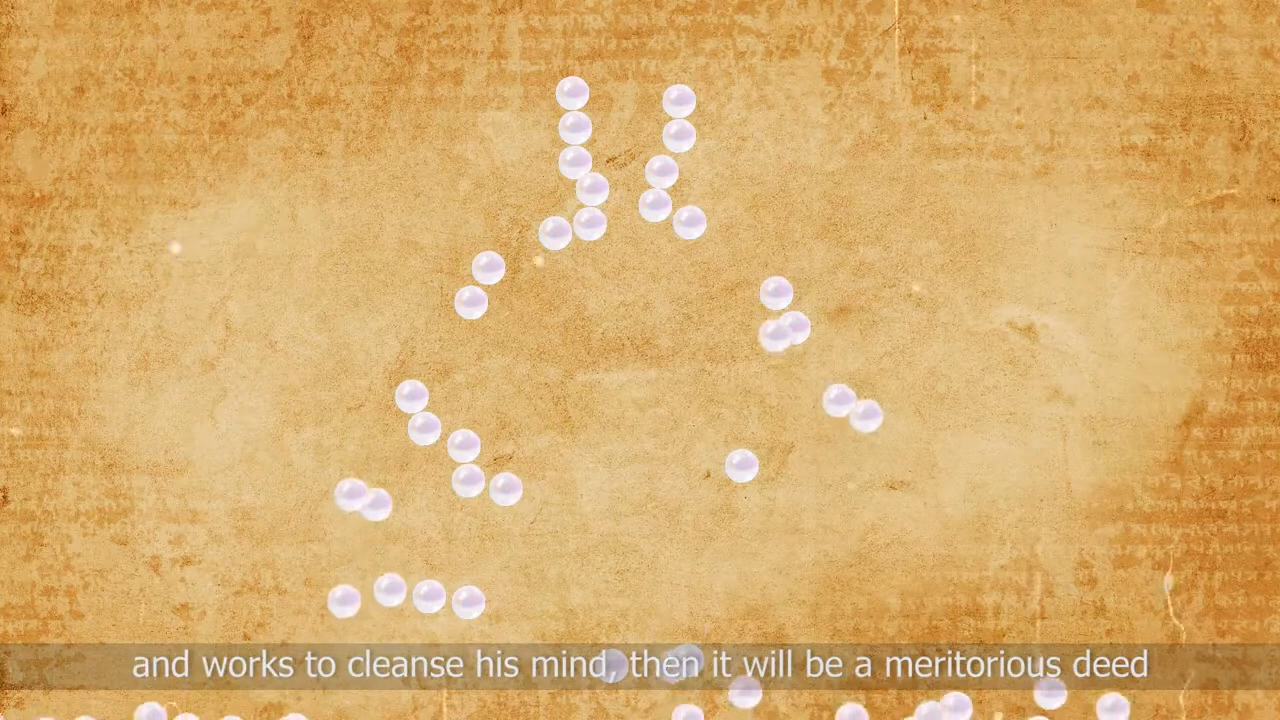 and works to cleanse his mind, then it will be a meritorious deed